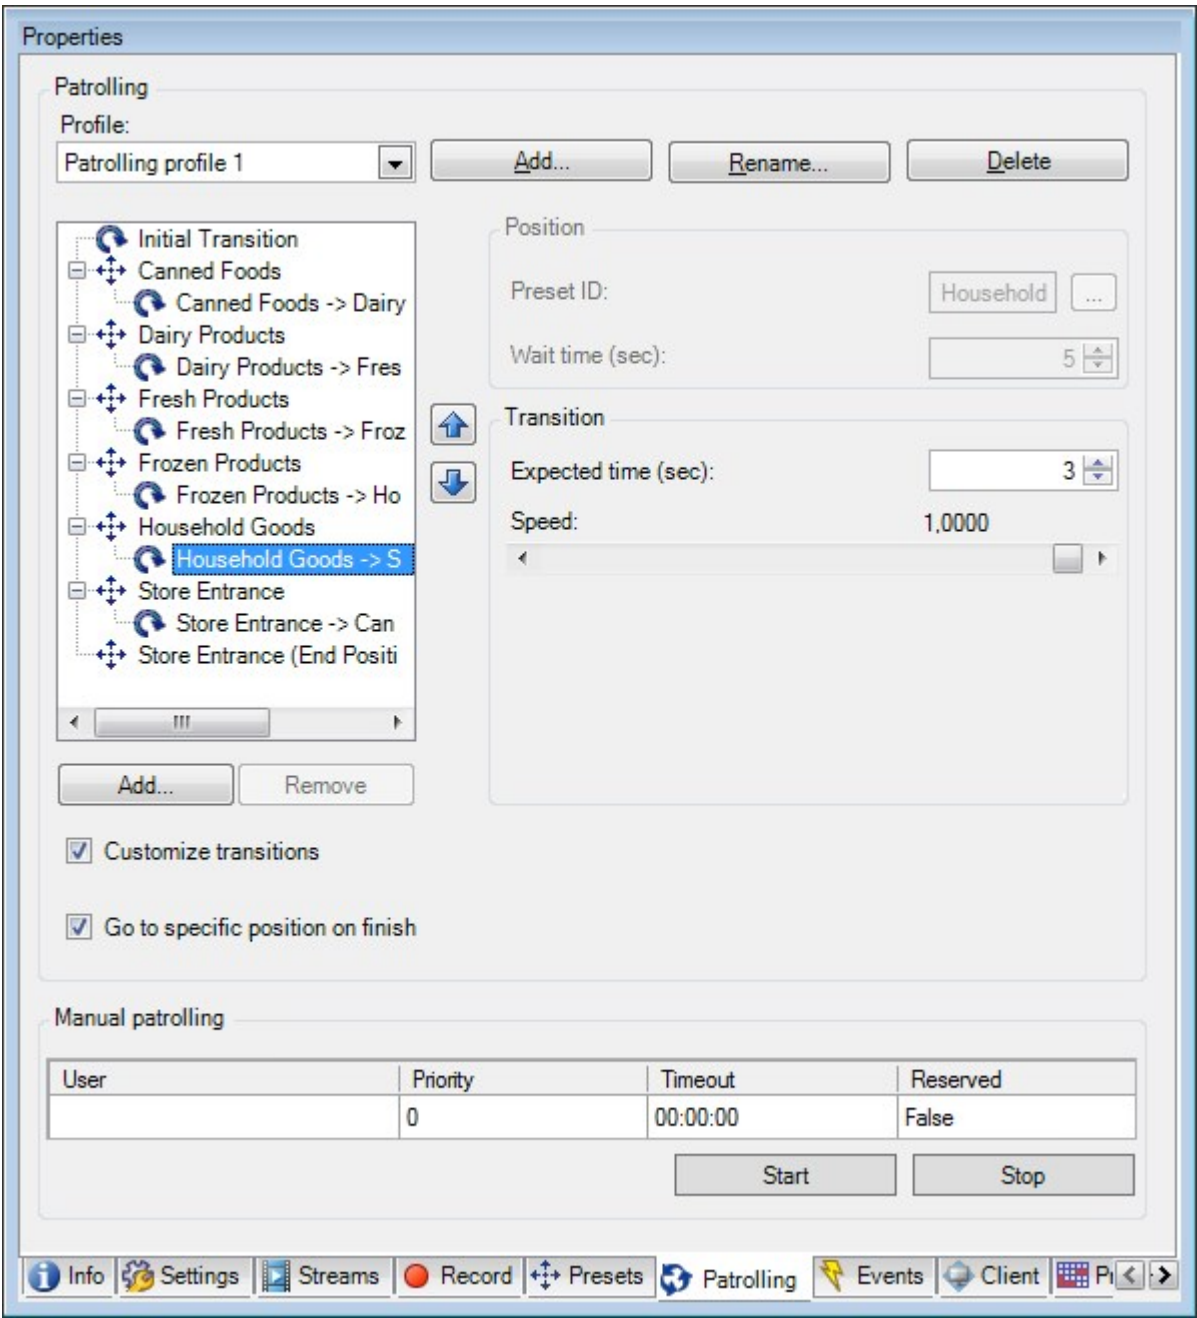 Properties
Patrolling
Profile:
Patrolling profile 1
Add...
Rename...
Delete
Initial Transition
Canned Foods
Canned Foods -> Dairy
Dairy Products
Dairy Products -> Fres
Fresh Products
Fresh Products -> Froz
Frozen Products
Frozen Products -> Ho
Household Goods
Household Goods -> S
Store Entrance
Store Entrance -> Can
Store Entrance (End Positi
Add...
Remove
Position
Preset ID:
Household
...
Wait time (sec):
5
Transition
Expected time (sec):
3
Speed:
1,0000
Customize transitions
Go to specific position on finish
Manual patrolling
User Priority Timeout Reserved
0 00:00:00 False
Start
Stop
Info Settings Streams Record Presets Patrolling Events Client